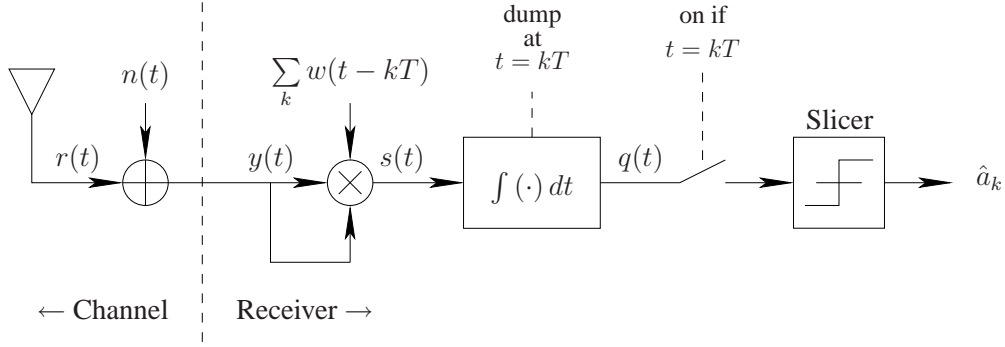 dump
at
t = kT
on if
t = kT
n(t)
∑ w(t − kT)
k
Slicer
r(t)
y(t)
s(t)
∫ (·) dt
q(t)
â_k
← Channel
Receiver →